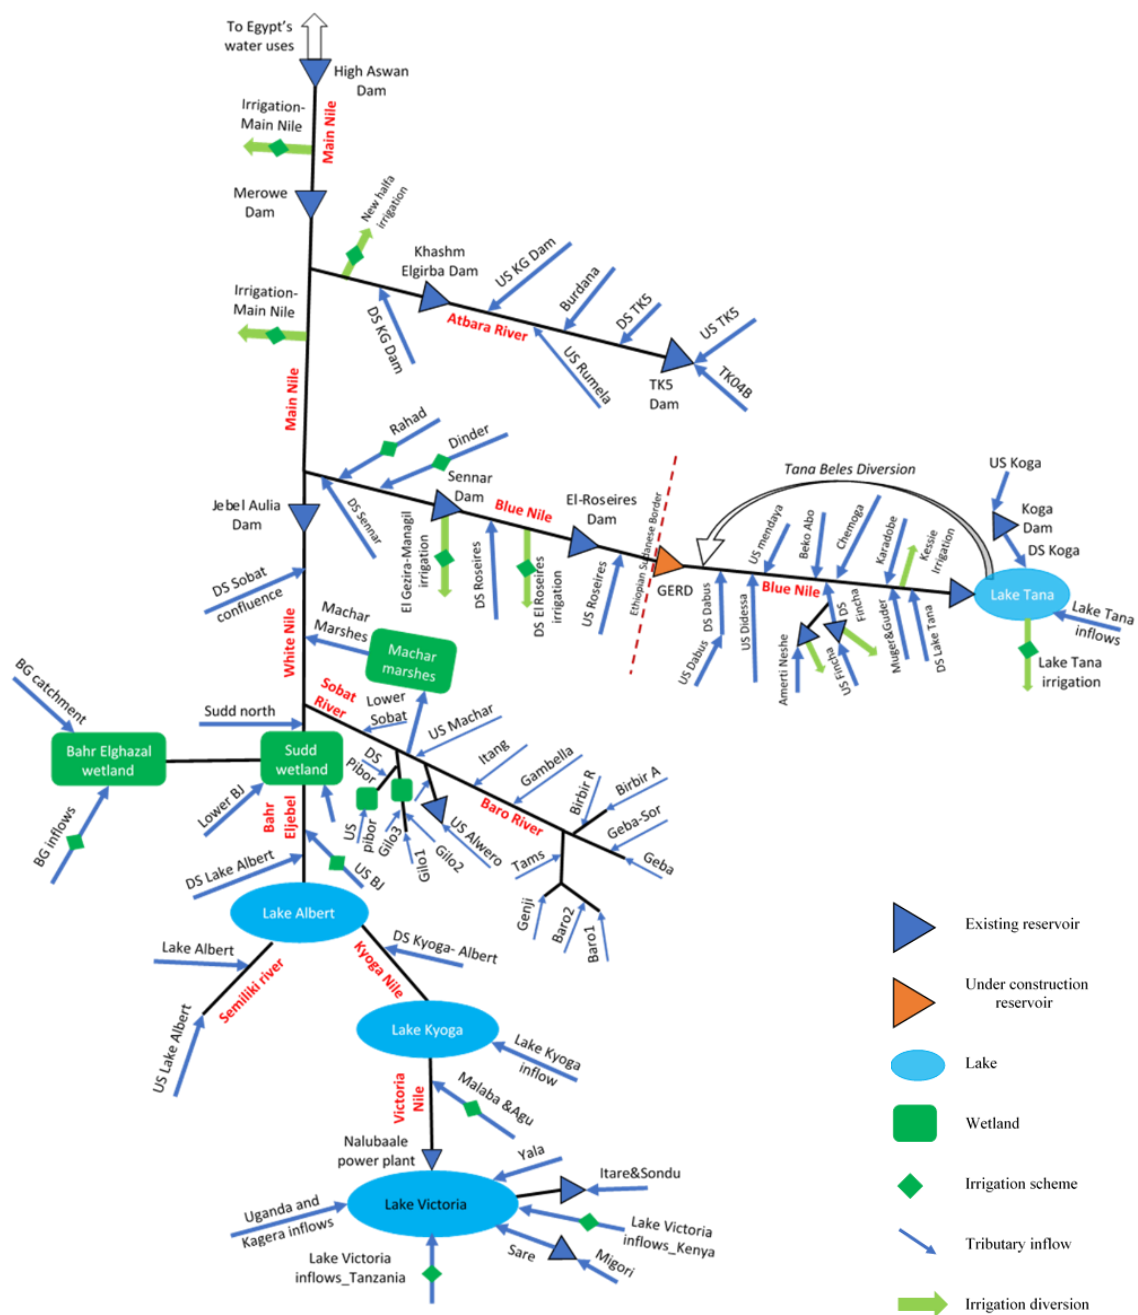 To Egypt's
water uses
High Aswan
Dam
Irrigation-
Main Nile
Main Nile
Merowe
Dam
New halfa
irrigation
Khashm
Elgirba Dam
US KG Dam
Burdana
DS TK5
US TK5
Irrigation-
Main Nile
DS KG Dam
Atbara River
US Rumela
TK5
Dam
TK04B
Main Nile
Rahad
Dinder
Sennar
Dam
Jebel Aulia
Dam
DS Sennar
El Gezira-Managil
irrigation
Blue Nile
DS Roseires
El-Roseires
Dam
DS El Roseires
irrigation
US Roseires
Ethiopian Sudanese Border
GERD
Tana Beles Diversion
US mendaya
Beko Abo
Chemoga
Karadobe
Kessie
Irrigation
US Koga
Koga
Dam
DS Koga
Lake Tana
Lake Tana
inflows
Lake Tana
irrigation
Blue Nile
DS Dabus
US Dabus
US Didessa
Amerti Neshe
DS
Fincha
US Fincha
Muger&Guder
DS Lake Tana
DS Sobat
confluence
White Nile
Machar
Marshes
Machar
marshes
Sobat
River
Lower
Sobat
US Machar
BG catchment
Sudd north
Bahr Elghazal
wetland
Sudd
wetland
DS
Pibor
Itang
Gambella
Baro River
Birbir R
Birbir A
Geba-Sor
Geba
BG inflows
Lower BJ
Bahr
Eljebel
US
pibor
Gilo3
Gilo1
Gilo2
US Alwero
Tams
Genji
Baro2
Baro1
DS Lake Albert
US BJ
Lake Albert
Lake Albert
Semiliki river
US Lake Albert
DS Kyoga- Albert
Kyoga Nile
Lake Kyoga
Lake Kyoga
inflow
Victoria
Nile
Malaba &Agu
Nalubaale
power plant
Yala
Itare&Sondu
Lake Victoria
Uganda and
Kagera inflows
Lake Victoria
inflows_Kenya
Sare
Migori
Lake Victoria
inflows_Tanzania
Existing reservoir
Under construction
reservoir
Lake
Wetland
Irrigation scheme
Tributary inflow
Irrigation diversion